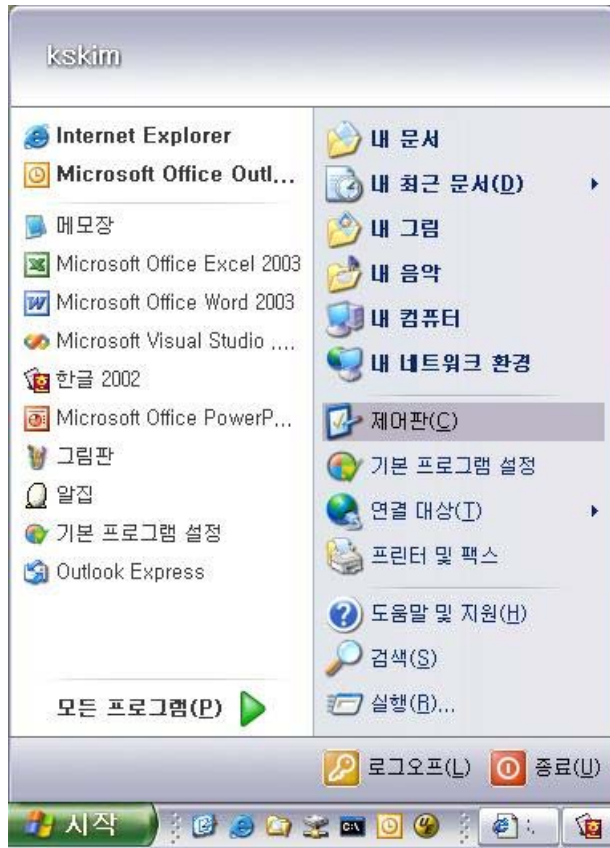 kskim
Internet Explorer
Microsoft Office Outl...
메모장
Microsoft Office Excel 2003
Microsoft Office Word 2003
Microsoft Visual Studio ....
한글 2002
Microsoft Office PowerP...
그림판
알집
기본 프로그램 설정
Outlook Express
모든 프로그램(P)
내 문서
내 최근 문서(D)
내 그림
내 음악
내 컴퓨터
내 네트워크 환경
제어판(C)
기본 프로그램 설정
연결 대상(T)
프린터 및 팩스
도움말 및 지원(H)
검색(S)
실행(R)...
로그오프(L)
종료(U)
시작